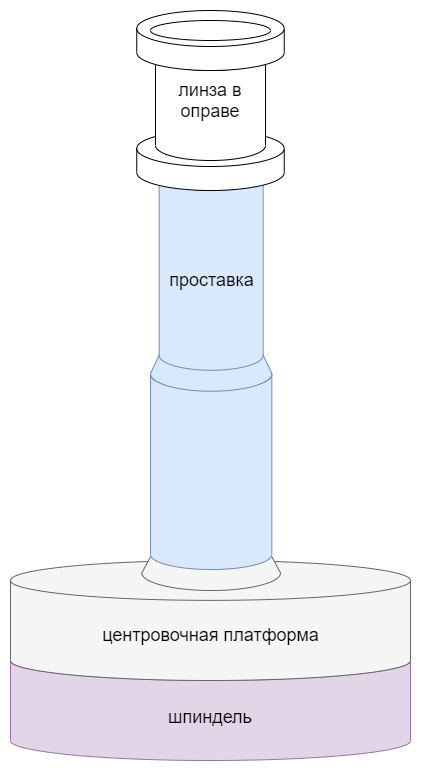 линза в
оправе
проставка
центровочная платформа
шпиндель